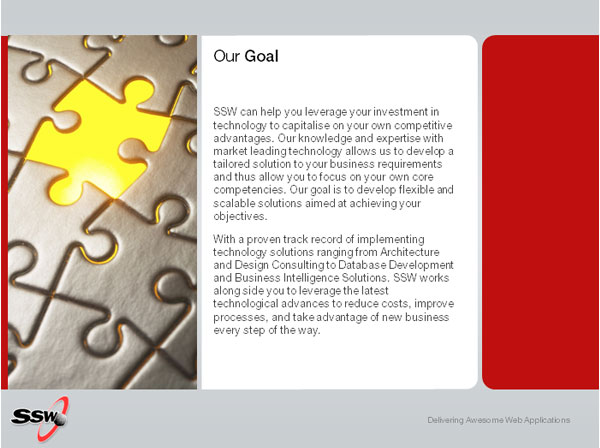 Our Goal
SSW can help you leverage your investment in
technology to capitalise on your own competitive
advantages. Our knowledge and expertise with
market leading technology allows us to develop a
tailored solution to your business requirements
and thus allow you to focus on your own core
competencies. Our goal is to develop flexible and
scalable solutions aimed at achieving your
objectives.
With a proven track record of implementing
technology solutions ranging from Architecture
and Design Consulting to Database Development
and Business Intelligence Solutions. SSW works
along side you to leverage the latest
technological advances to reduce costs, improve
processes, and take advantage of new business
every step of the way.
SSW
Delivering Awesome Web Applications